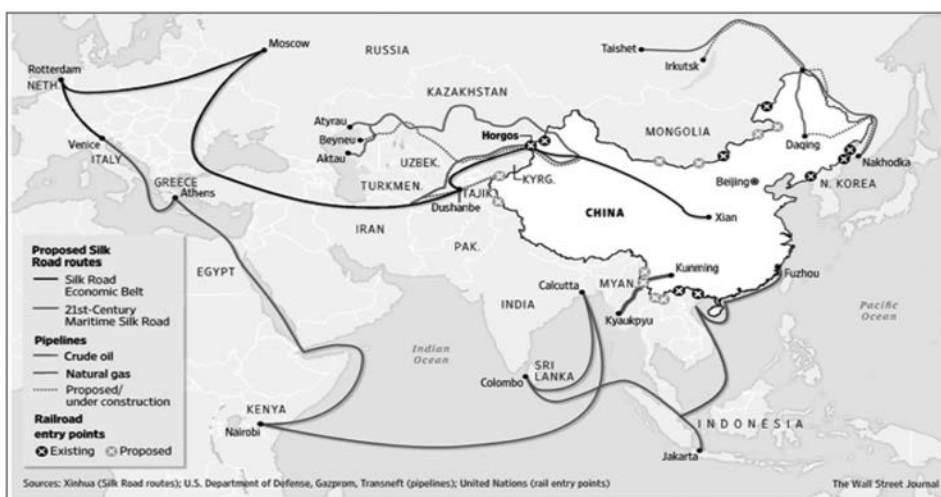 Moscow
RUSSIA
Taishet
Irkutsk
Rotterdam
NETH.
KAZAKHSTAN
Atyrau
Beyneu
Aktau
Horgos
MONGOLIA
Daqing
Nakhodka
Venice
ITALY
UZBEK.
GREECE
Athens
TURKMEN.
TAJIK.
KYRG.
Beijing
N. KOREA
Dushanbe
CHINA
Xian
IRAN
PAK.
EGYPT
Calcutta
MYAN.
Kunming
Fuzhou
INDIA
Kyaukpyu
Pacific
Ocean
Indian
Ocean
SRI
LANKA
Colombo
KENYA
Nairobi
INDONESIA
Jakarta
Proposed Silk
Road routes
Silk Road
Economic Belt
21st-Century
Maritime Silk Road
Pipelines
Crude oil
Natural gas
Proposed/
under construction
Railroad
entry points
Existing Proposed
Sources: Xinhua (Silk Road routes); U.S. Department of Defense, Gazprom, Transneft (pipelines); United Nations (rail entry points)
The Wall Street Journal